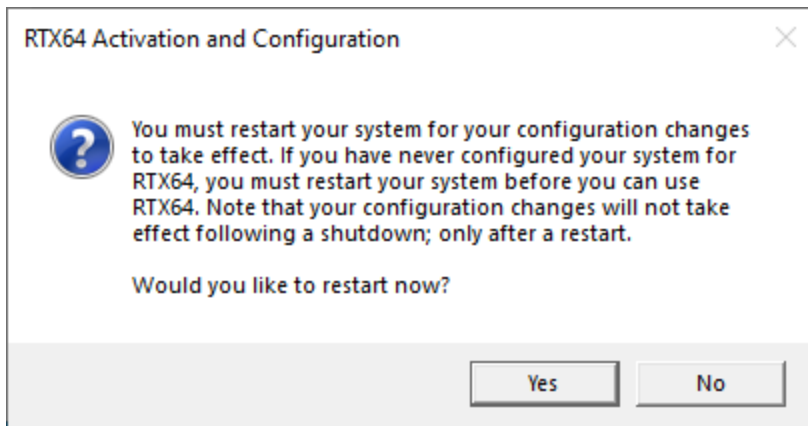 RTX64 Activation and Configuration
You must restart your system for your configuration changes
to take effect. If you have never configured your system for
RTX64, you must restart your system before you can use
RTX64. Note that your configuration changes will not take
effect following a shutdown; only after a restart.
Would you like to restart now?
Yes
No